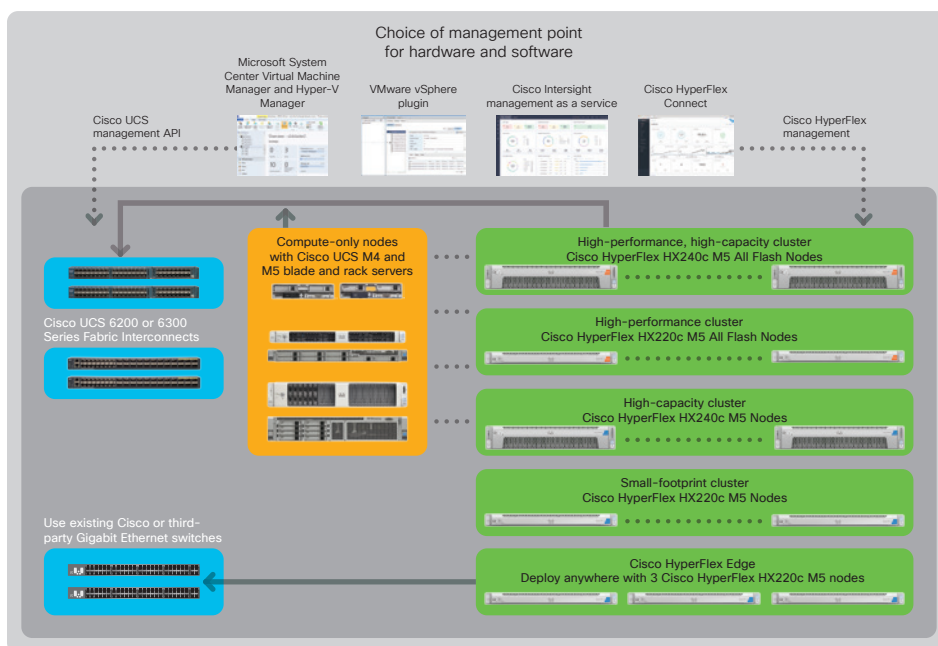 Choice of management point
for hardware and software
Microsoft System
Center Virtual Machine
Manager and Hyper-V
Manager
VMware vSphere
plugin
Cisco Intersight
management as a service
Cisco HyperFlex
Connect
Cisco UCS
management API
Cisco HyperFlex
management
Compute-only nodes
with Cisco UCS M4 and
M5 blade and rack servers
High-performance, high-capacity cluster
Cisco HyperFlex HX240c M5 All Flash Nodes
Cisco UCS 6200 or 6300
Series Fabric Interconnects
High-performance cluster
Cisco HyperFlex HX220c M5 All Flash Nodes
High-capacity cluster
Cisco HyperFlex HX240c M5 Nodes
Small-footprint cluster
Cisco HyperFlex HX220c M5 Nodes
Use existing Cisco or third-
party Gigabit Ethernet switches
Cisco HyperFlex Edge
Deploy anywhere with 3 Cisco HyperFlex HX220c M5 nodes